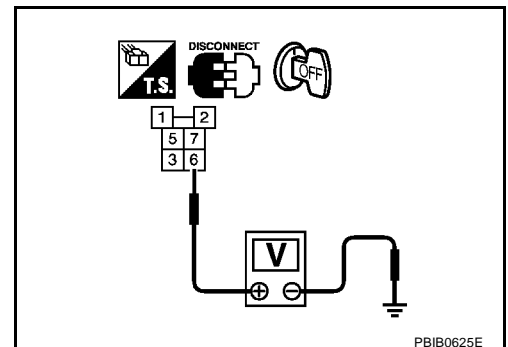 DISCONNECT
T.S.
OFF
1 2
5 7
3 6
V
+ −
PBIB0625E